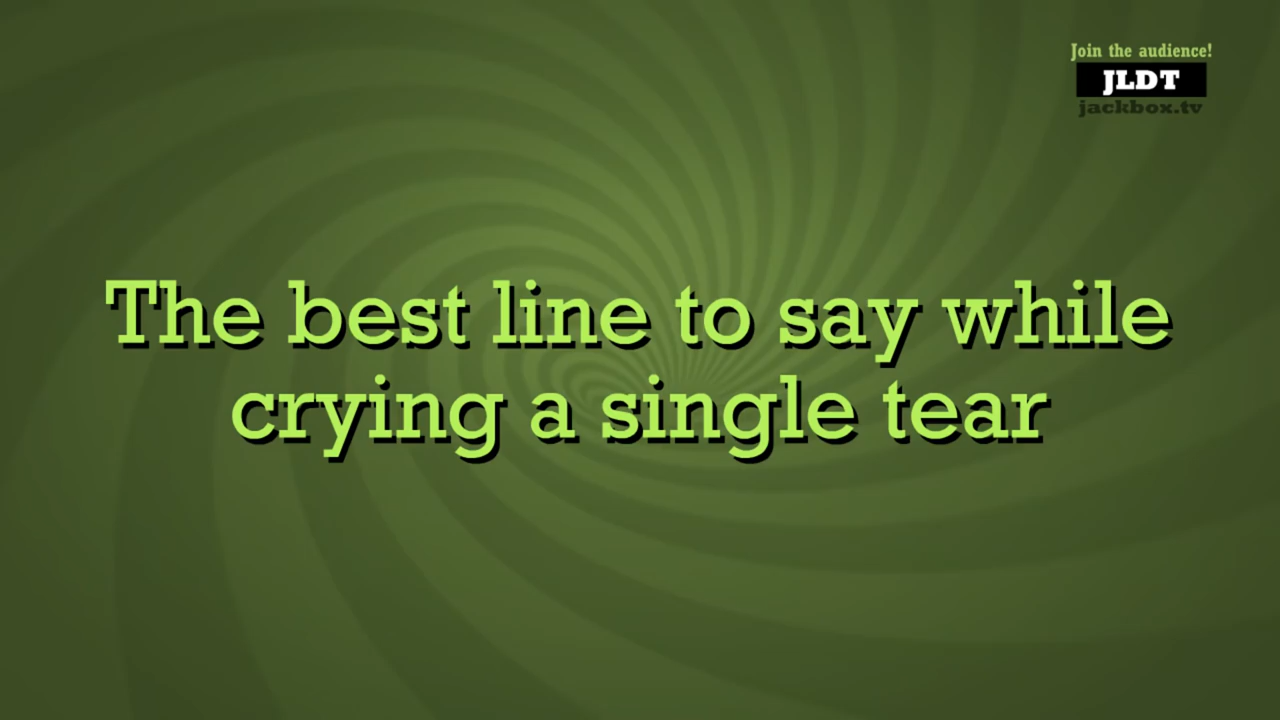 Join the audience!
JLDT
jackbox.tv
The best line to say while
crying a single tear